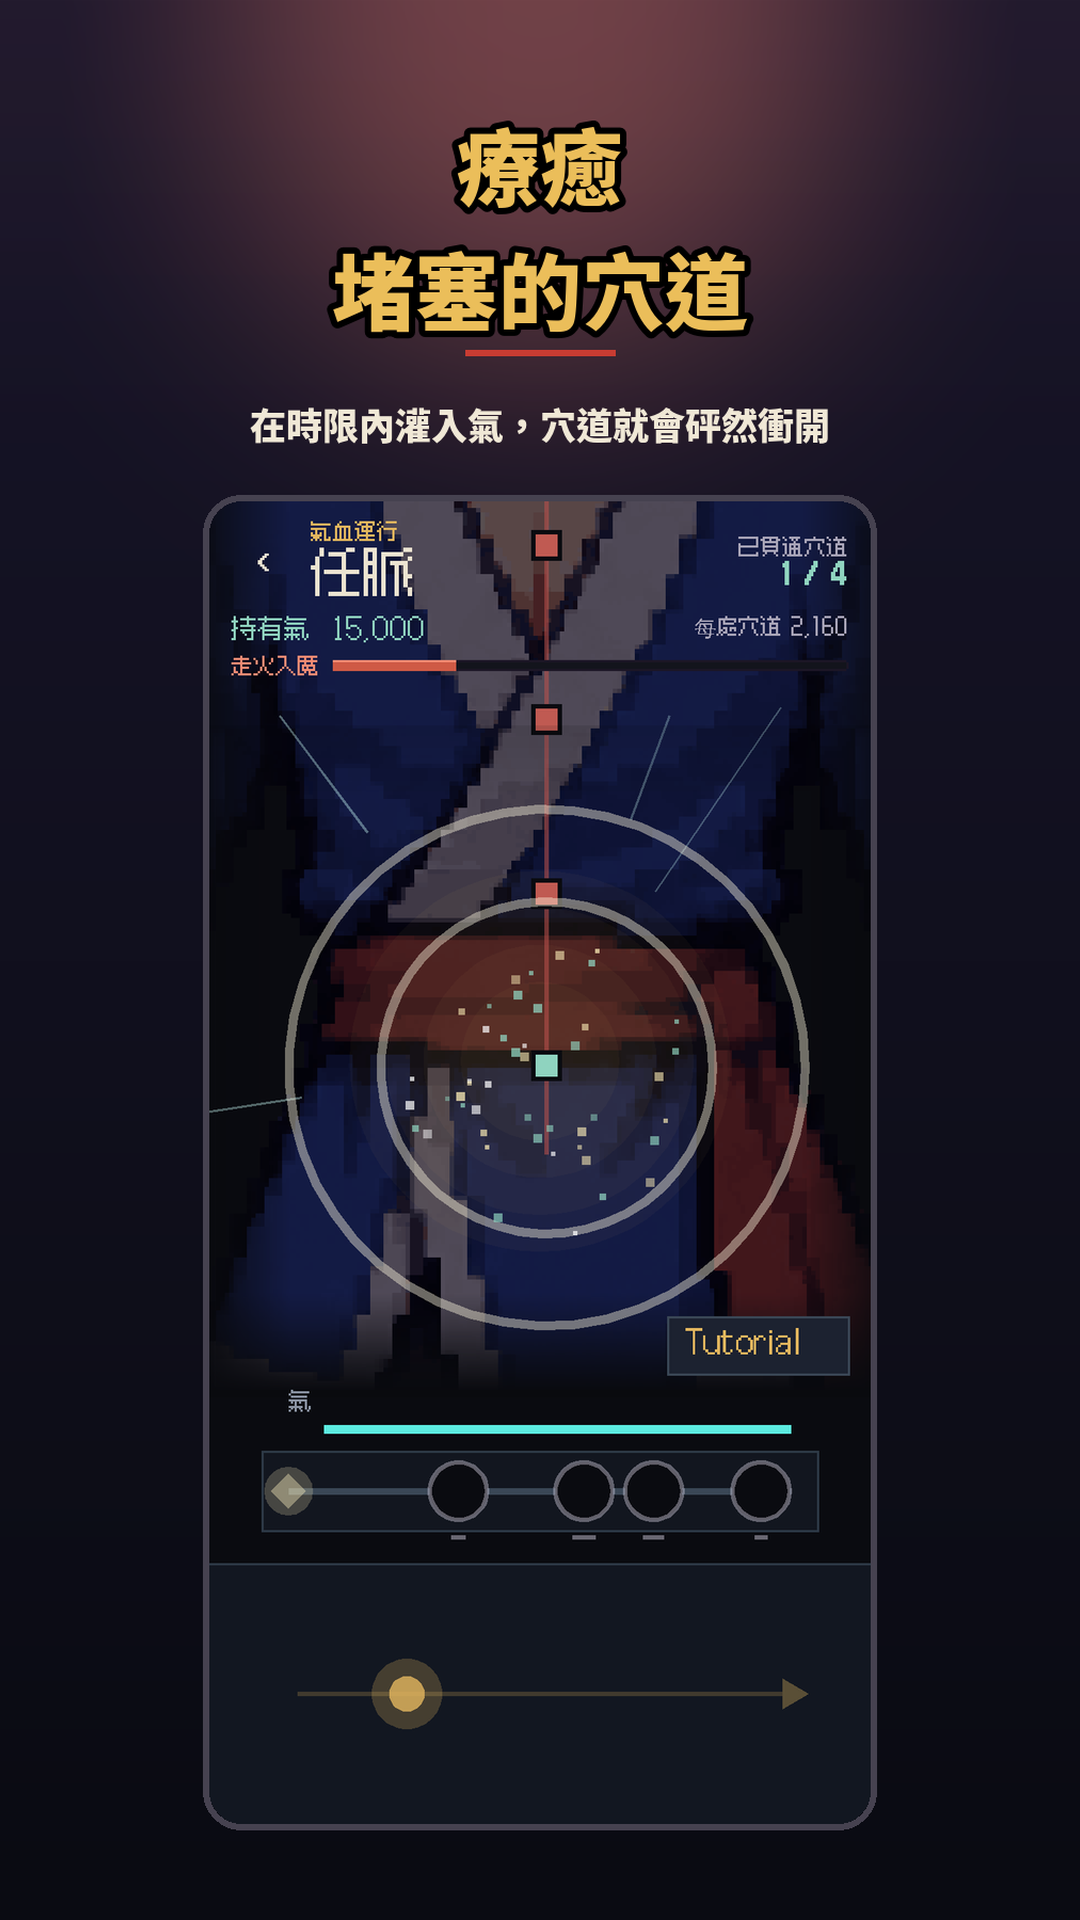 療癒
堵塞的穴道
在時限內灌入氣，穴道就會砰然衝開
氣血運行
任脈
已貫通穴道
1 / 4
持有氣 15,000
每處穴道 2,160
走火入魔
Tutorial
氣